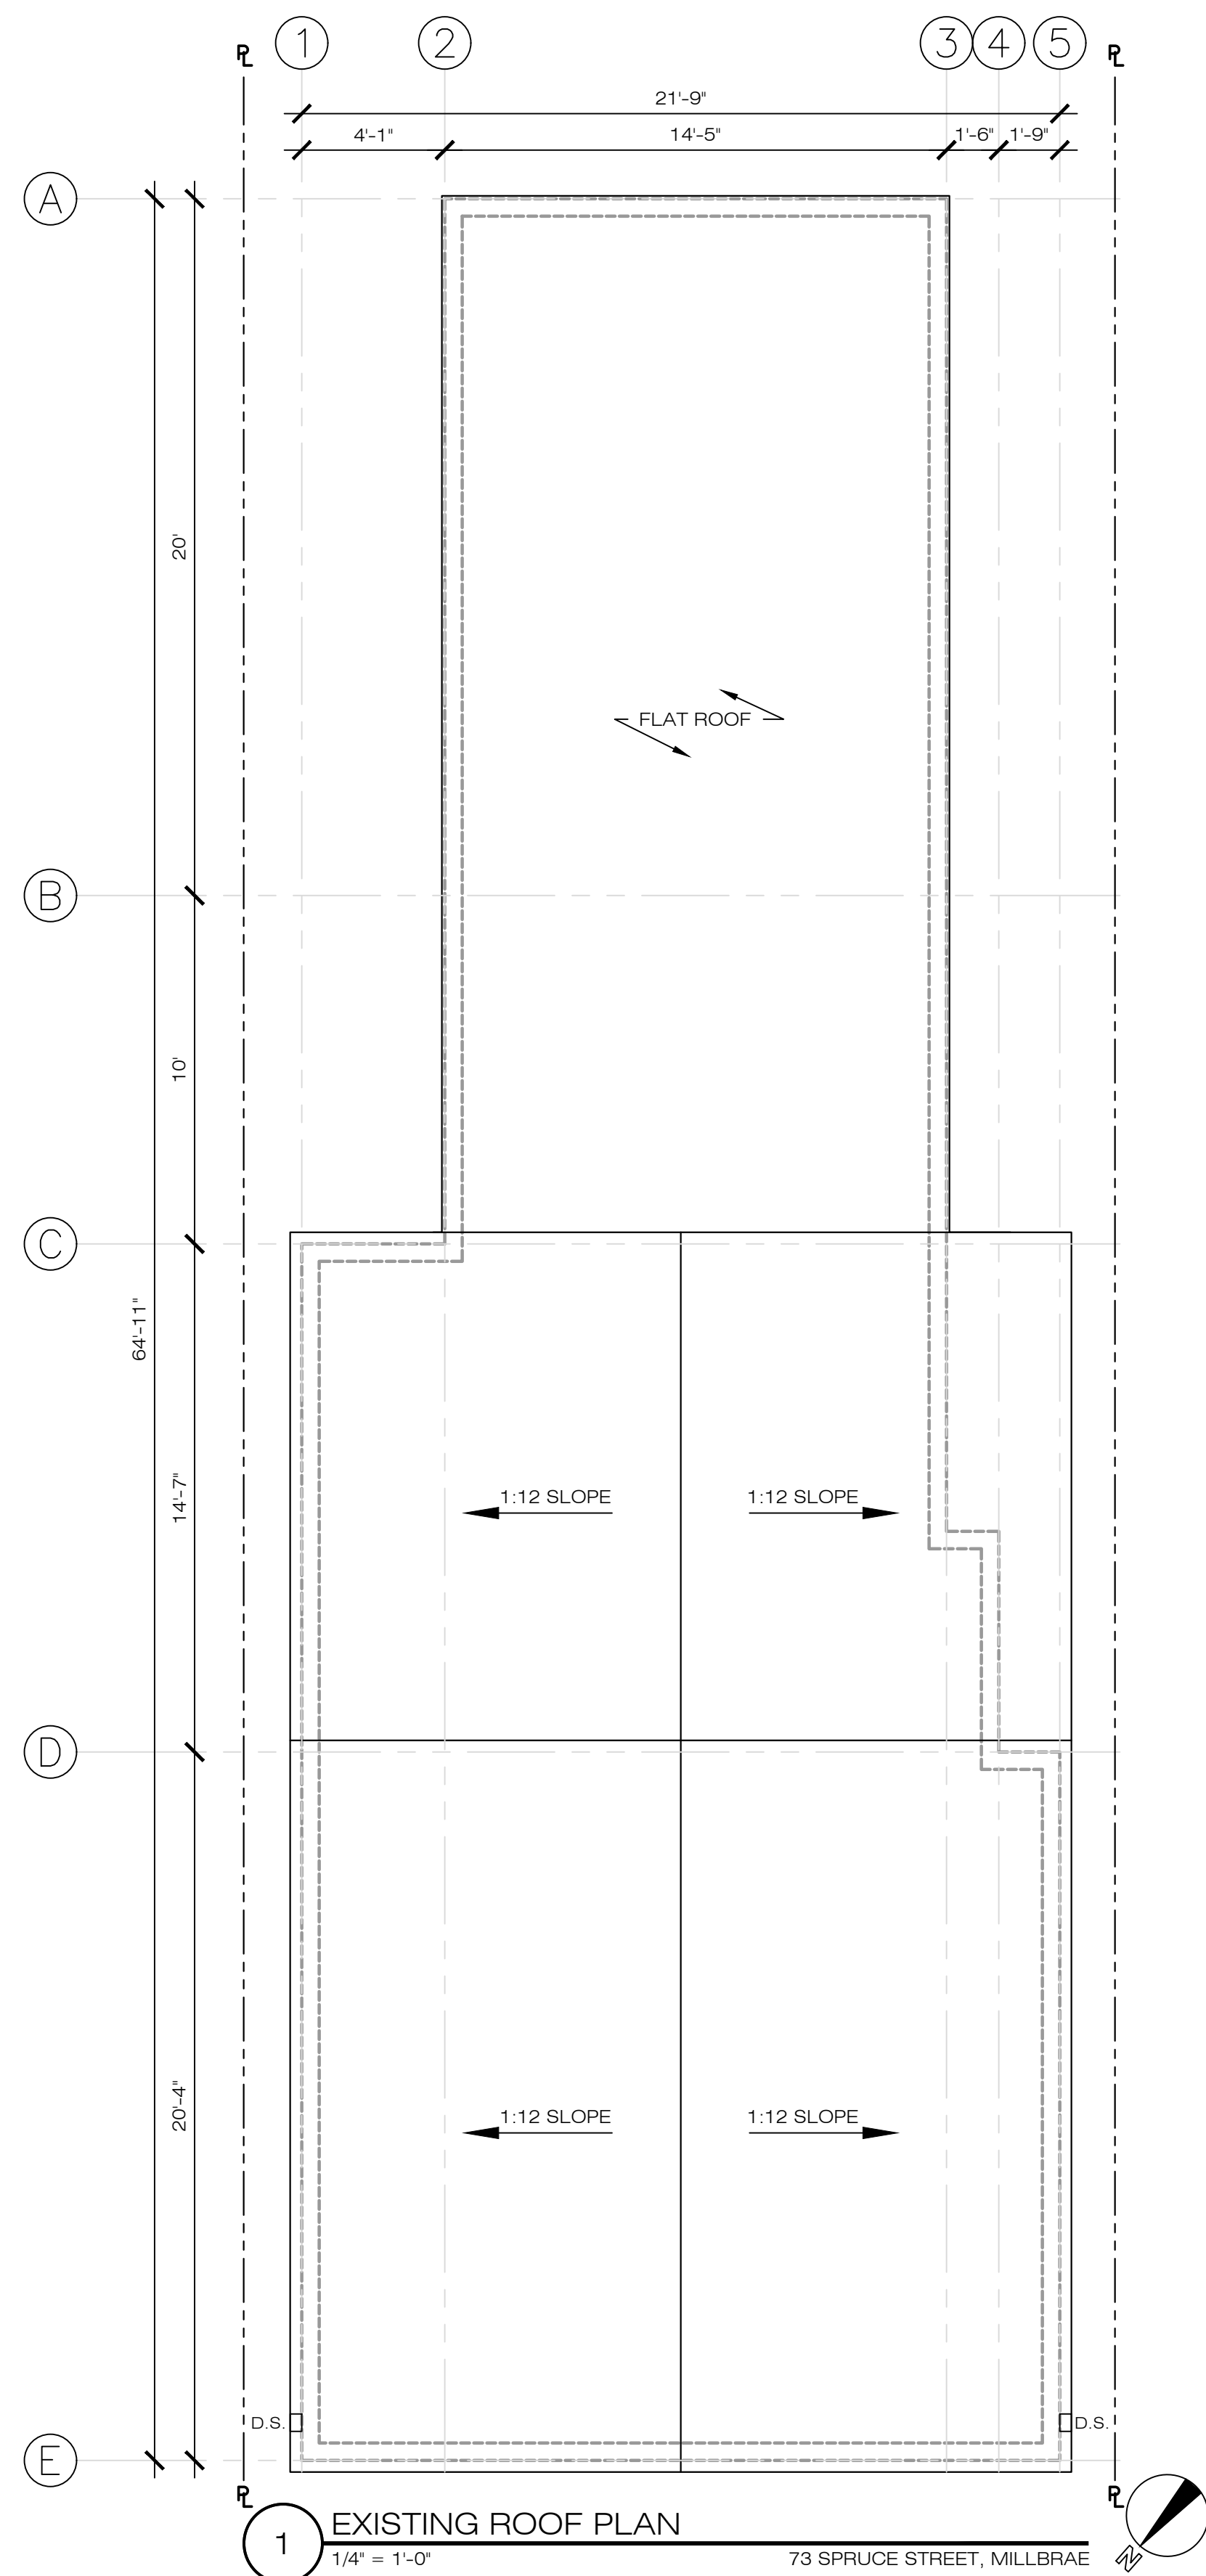 1 2 3 4 5
PL PL
21'-9"
4'-1" 14'-5" 1'-6" 1'-9"
A
20'
FLAT ROOF
B
10'
C
64'-11"
14'-7"
1:12 SLOPE 1:12 SLOPE
D
20'-4"
1:12 SLOPE 1:12 SLOPE
D.S. D.S.
E
PL PL
1 EXISTING ROOF PLAN
1/4" = 1'-0" 73 SPRUCE STREET, MILLBRAE
N